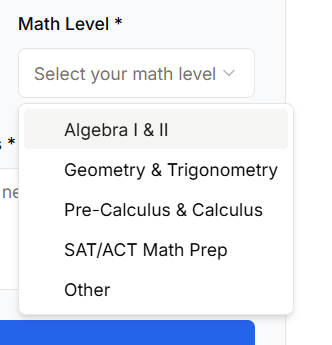 Math Level *
Select your math level
s *
Algebra I & II
Geometry & Trigonometry
ne
Pre-Calculus & Calculus
SAT/ACT Math Prep
Other